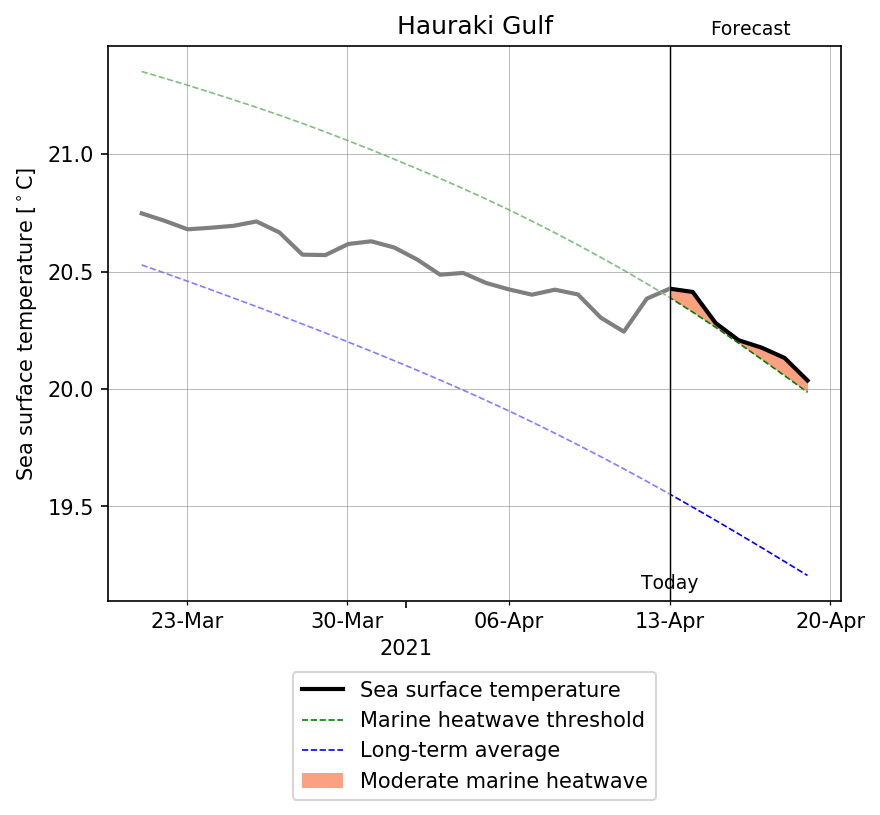 Hauraki Gulf
Forecast
Sea surface temperature [°C]
21.0
20.5
20.0
19.5
Today
23-Mar 30-Mar 06-Apr 13-Apr 20-Apr
2021
Sea surface temperature
Marine heatwave threshold
Long-term average
Moderate marine heatwave